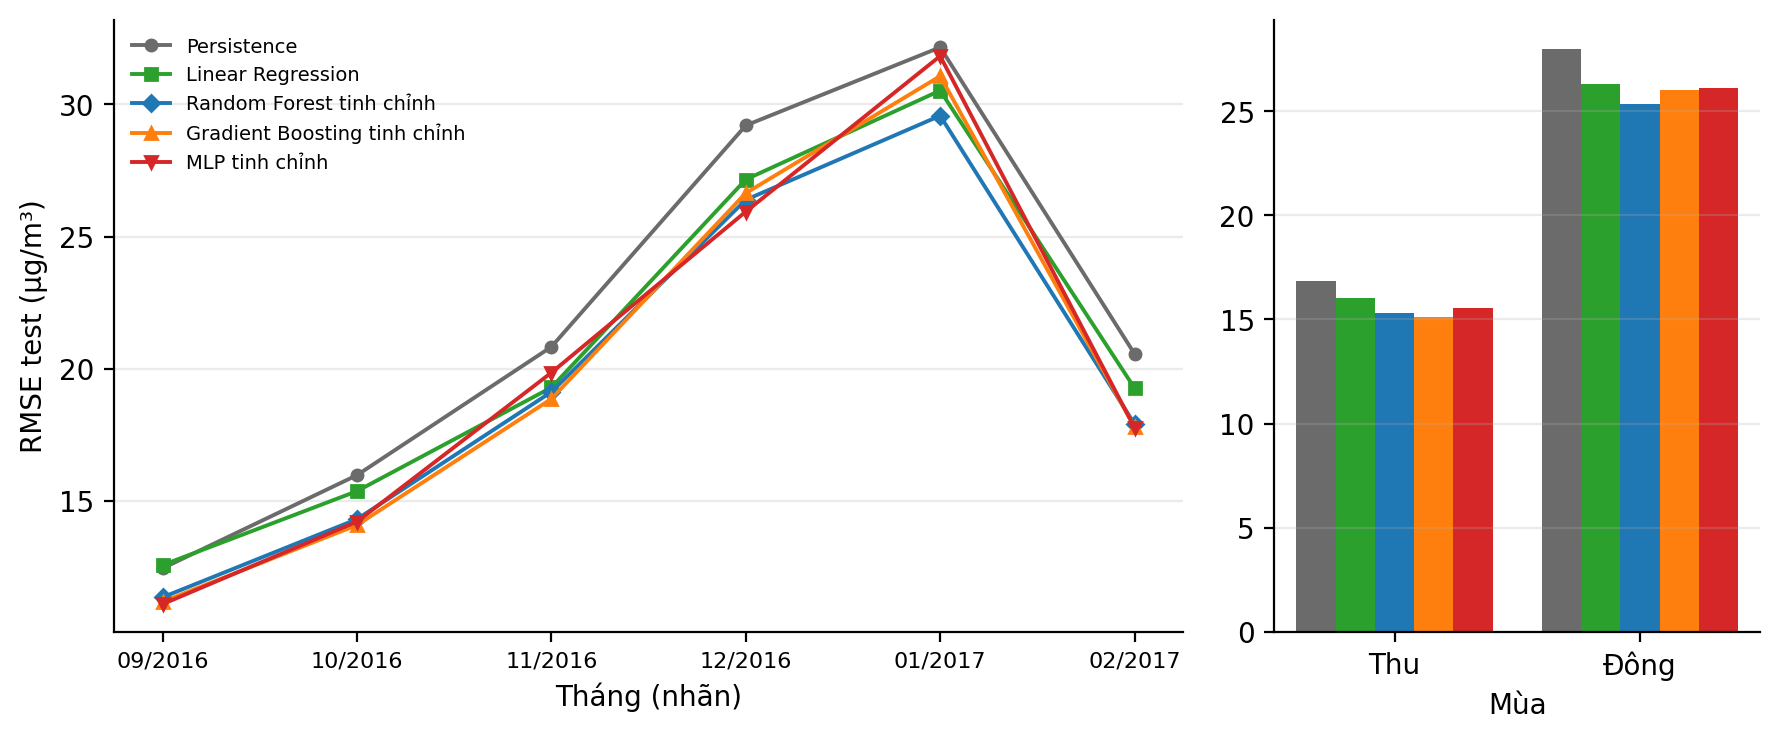 Persistence
Linear Regression
Random Forest tinh chỉnh
Gradient Boosting tinh chỉnh
MLP tinh chỉnh
RMSE test (µg/m³)
30
25
20
15
09/2016 10/2016 11/2016 12/2016 01/2017 02/2017
Tháng (nhãn)
25
20
15
10
5
0
Thu Đông
Mùa